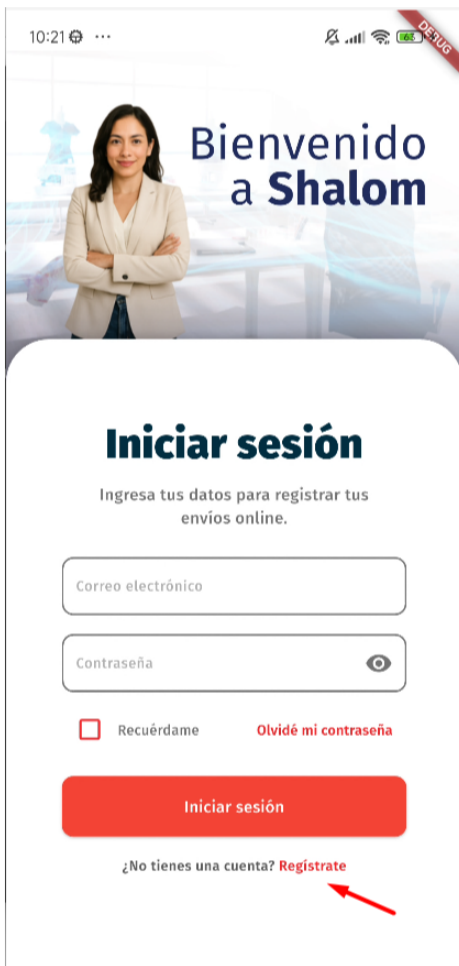 10:21 ...
63
DEBUG
Bienvenido
a Shalom
Iniciar sesión
Ingresa tus datos para registrar tus
envíos online.
Correo electrónico
Contraseña
Recuérdame Olvidé mi contraseña
Iniciar sesión
¿No tienes una cuenta? Regístrate